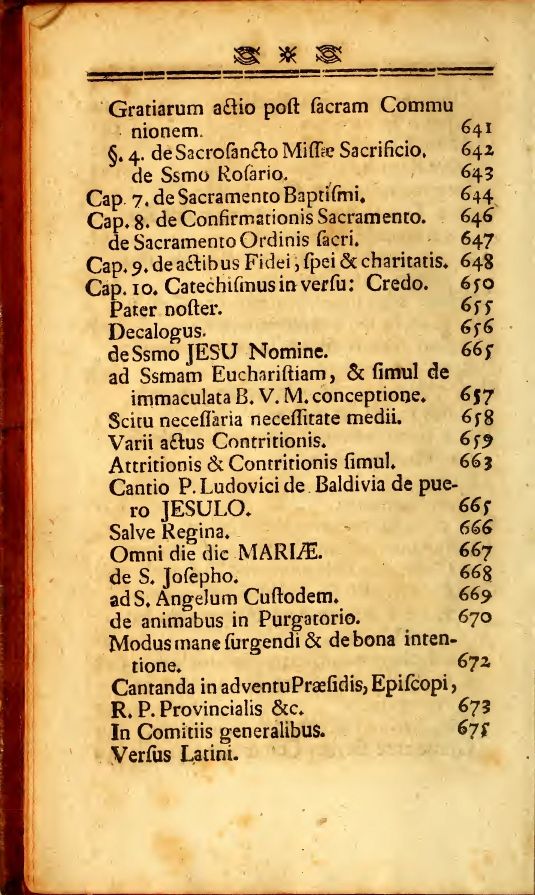 Gratiarum actio post sacram Commu
nionem. 641
§. 4. de Sacrosancto Missæ Sacrificio. 642
de Ssmo Rosario. 643
Cap. 7. de Sacramento Baptismi. 644
Cap. 8. de Confirmationis Sacramento. 646
de Sacramento Ordinis sacri. 647
Cap. 9. de actibus Fidei, spei & charitatis. 648
Cap. 10. Catechismus in versu: Credo. 650
Pater noster. 655
Decalogus. 656
de Ssmo JESU Nomine. 665
ad Ssmam Euchariſtiam, & simul de
immaculata B. V. M. conceptione. 657
Scitu necessaria necessitate medii. 658
Varii actus Contritionis. 659
Attritionis & Contritionis simul. 663
Cantio P. Ludovici de Baldivia de pue-
ro JESULO. 665
Salve Regina. 666
Omni die dic MARIÆ. 667
de S. Josepho. 668
ad S. Angelum Custodem. 669
de animabus in Purgatorio. 670
Modus mane surgendi & de bona inten-
tione. 672
Cantanda in adventu Præsidis, Episcopi,
R. P. Provincialis &c. 673
In Comitiis generalibus. 675
Versus Latini.